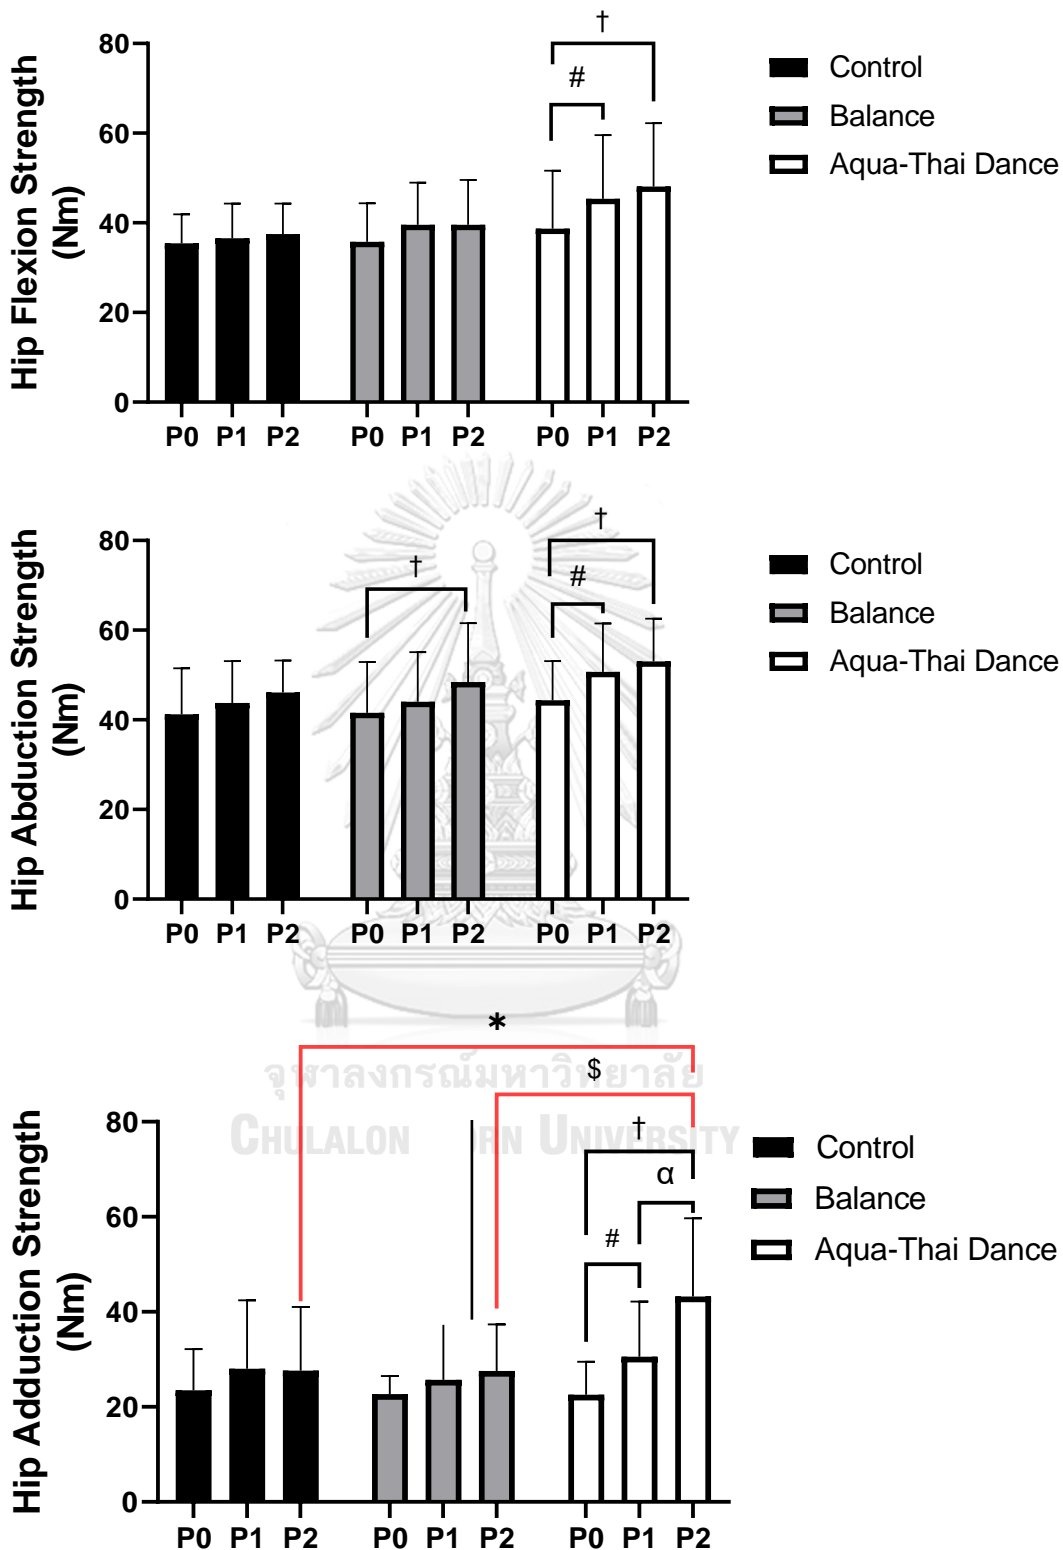 †
80
#
60
40
20
0
Hip Flexion Strength
(Nm)
P0 P1 P2 P0 P1 P2 P0 P1 P2
Control
Balance
Aqua-Thai Dance
†
†
#
80
60
40
20
0
Hip Abduction Strength
(Nm)
P0 P1 P2 P0 P1 P2 P0 P1 P2
Control
Balance
Aqua-Thai Dance
*
$
จุฬาลงกรณ์มหาวิทยาลัย
CHULALON RN UNIVERSITY
†
α
#
80
60
40
20
0
Hip Adduction Strength
(Nm)
P0 P1 P2 P0 P1 P2 P0 P1 P2
Control
Balance
Aqua-Thai Dance